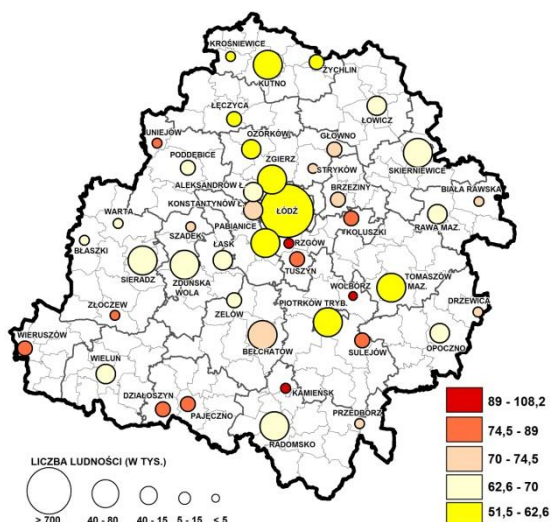 KROŚNIEWICE
KUTNO
ŻYCHLIN
ŁĘCZYCA
ŁOWICZ
UNIEJÓW
OZORKÓW
GŁOWNO
PODDĘBICE
ZGIERZ
STRYKÓW
SKIERNIEWICE
ALEKSANDRÓW Ł.
BRZEZINY
BIAŁA RAWSKA
KONSTANTYNÓW Ł.
ŁÓDŹ
WARTA
SZADEK
PABIANICE
KOLUSZKI
RAWA MAZ.
BŁASZKI
ŁASK
RZGÓW
SIERADZ
ZDUŃSKA
WOLA
TUSZYN
WOLBÓRZ
TOMASZÓW
MAZ.
ZŁOCZEW
ZELÓW
PIOTRKÓW TRYB.
DRZEWICA
WIERUSZÓW
BEŁCHATÓW
SULEJÓW
OPOCZNO
WIELUŃ
DZIAŁOSZYN
PAJĘCZNO
KAMIEŃSK
PRZEDBÓRZ
RADOMSKO
89 - 108,2
74,5 - 89
70 - 74,5
62,6 - 70
51,5 - 62,6
LICZBA LUDNOŚCI (W TYS.)
> 700 40 - 80 40 - 15 5 - 15 < 5